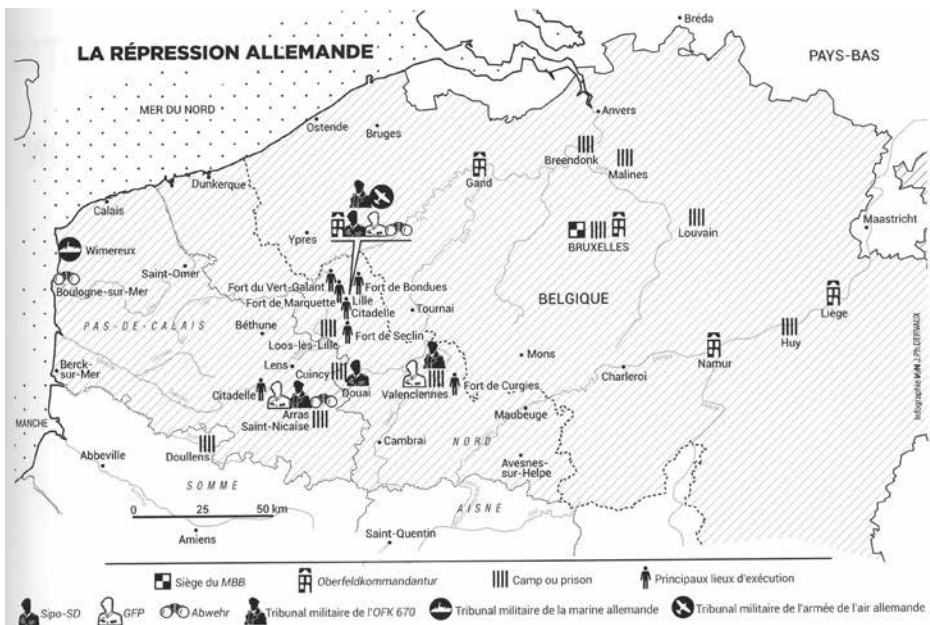 LA RÉPRESSION ALLEMANDE
Bréda
PAYS-BAS
MER DU NORD
Anvers
Ostende
Bruges
Breendonk
Malines
Dunkerque
Gand
Calais
Maastricht
Ypres
BRUXELLES
Louvain
Wimereux
Saint-Omer
Boulogne-sur-Mer
Fort du Vert-Galant
Fort de Bondues
Fort de Marquette
Lille
Citadelle
Tournai
BELGIQUE
Liège
PAS-DE-CALAIS
Béthune
Loos-lès-Lille
Fort de Seclin
Huy
Mons
Namur
Berck-
sur-Mer
Lens
Cuincy
Charleroi
Citadelle
Douai
Valenciennes
Fort de Curgies
Arras
Saint-Nicaise
Maubeuge
MANCHE
Cambrai
NORD
Doullens
Abbeville
Avesnes-
sur-Helpe
SOMME
0 25 50 km
AISNE
Amiens
Saint-Quentin
Infographie J.Ph.DERVAUX
Siège du MBB
Oberfeldkommandantur
Camp ou prison
Principaux lieux d'exécution
Sipo-SD
GFP
Abwehr
Tribunal militaire de l'OFK 670
Tribunal militaire de la marine allemande
Tribunal militaire de l'armée de l'air allemande